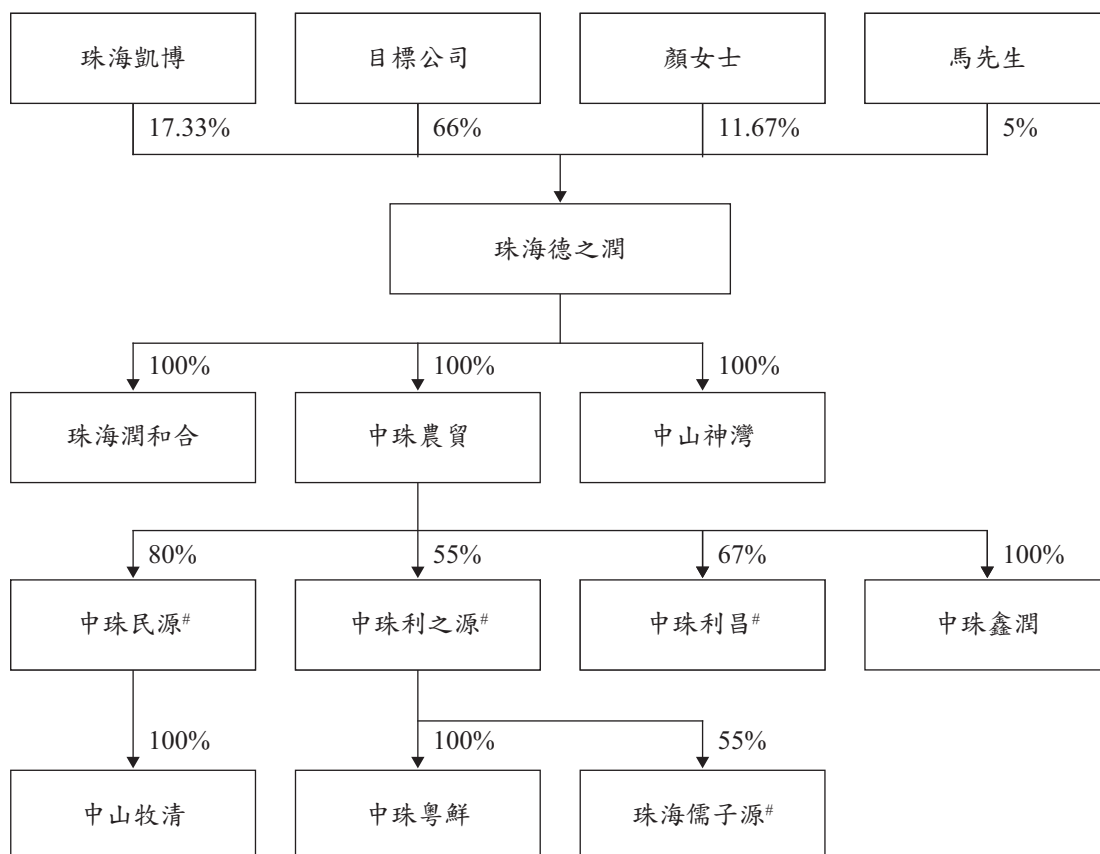 珠海凱博
目標公司
顏女士
馬先生
17.33%
66%
11.67%
5%
珠海德之潤
100%
100%
100%
珠海潤和合
中珠農貿
中山神灣
80%
55%
67%
100%
中珠民源#
中珠利之源#
中珠利昌#
中珠鑫潤
100%
100%
55%
中山牧清
中珠粵鮮
珠海儒子源#